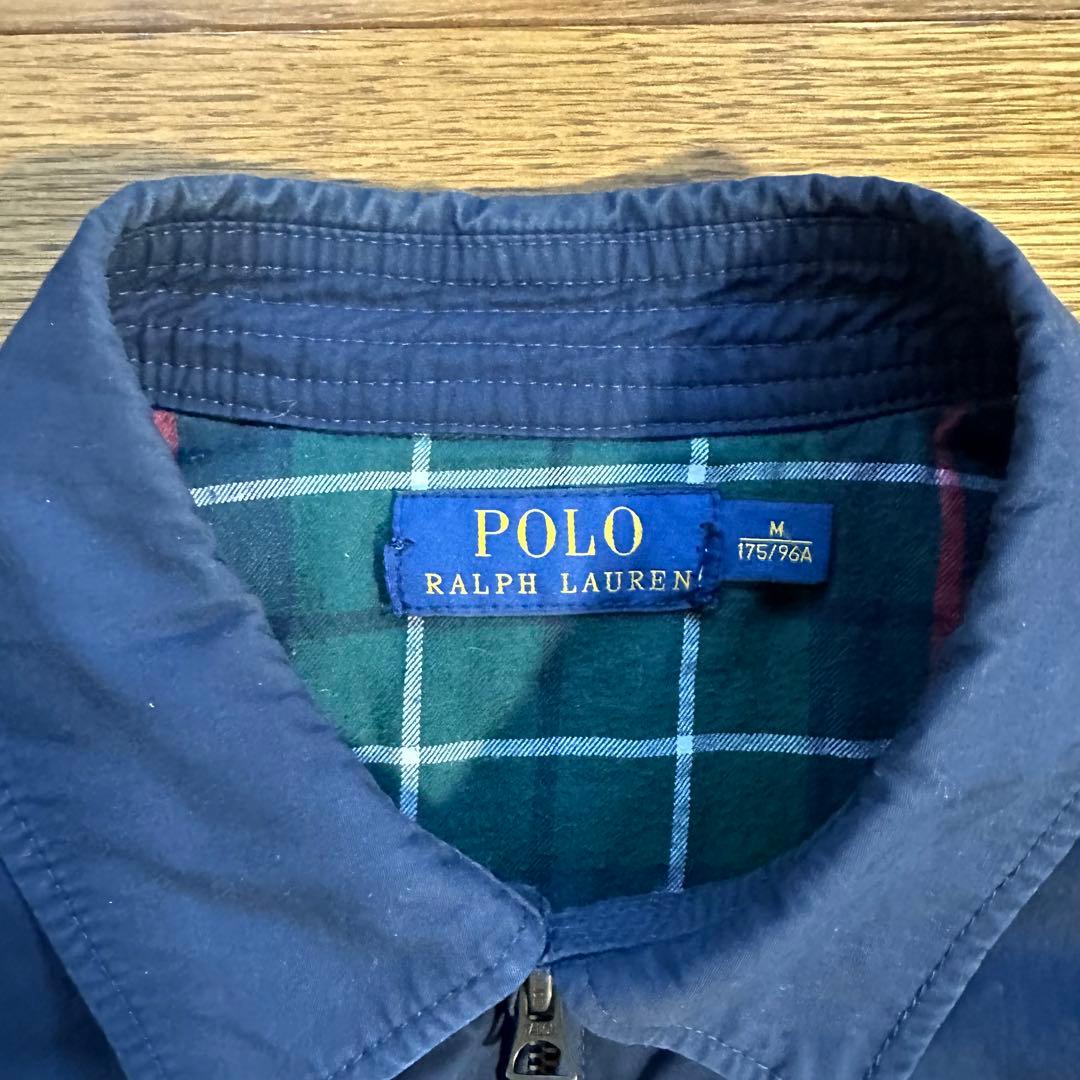 POLO
RALPH LAUREN
M
175/96A